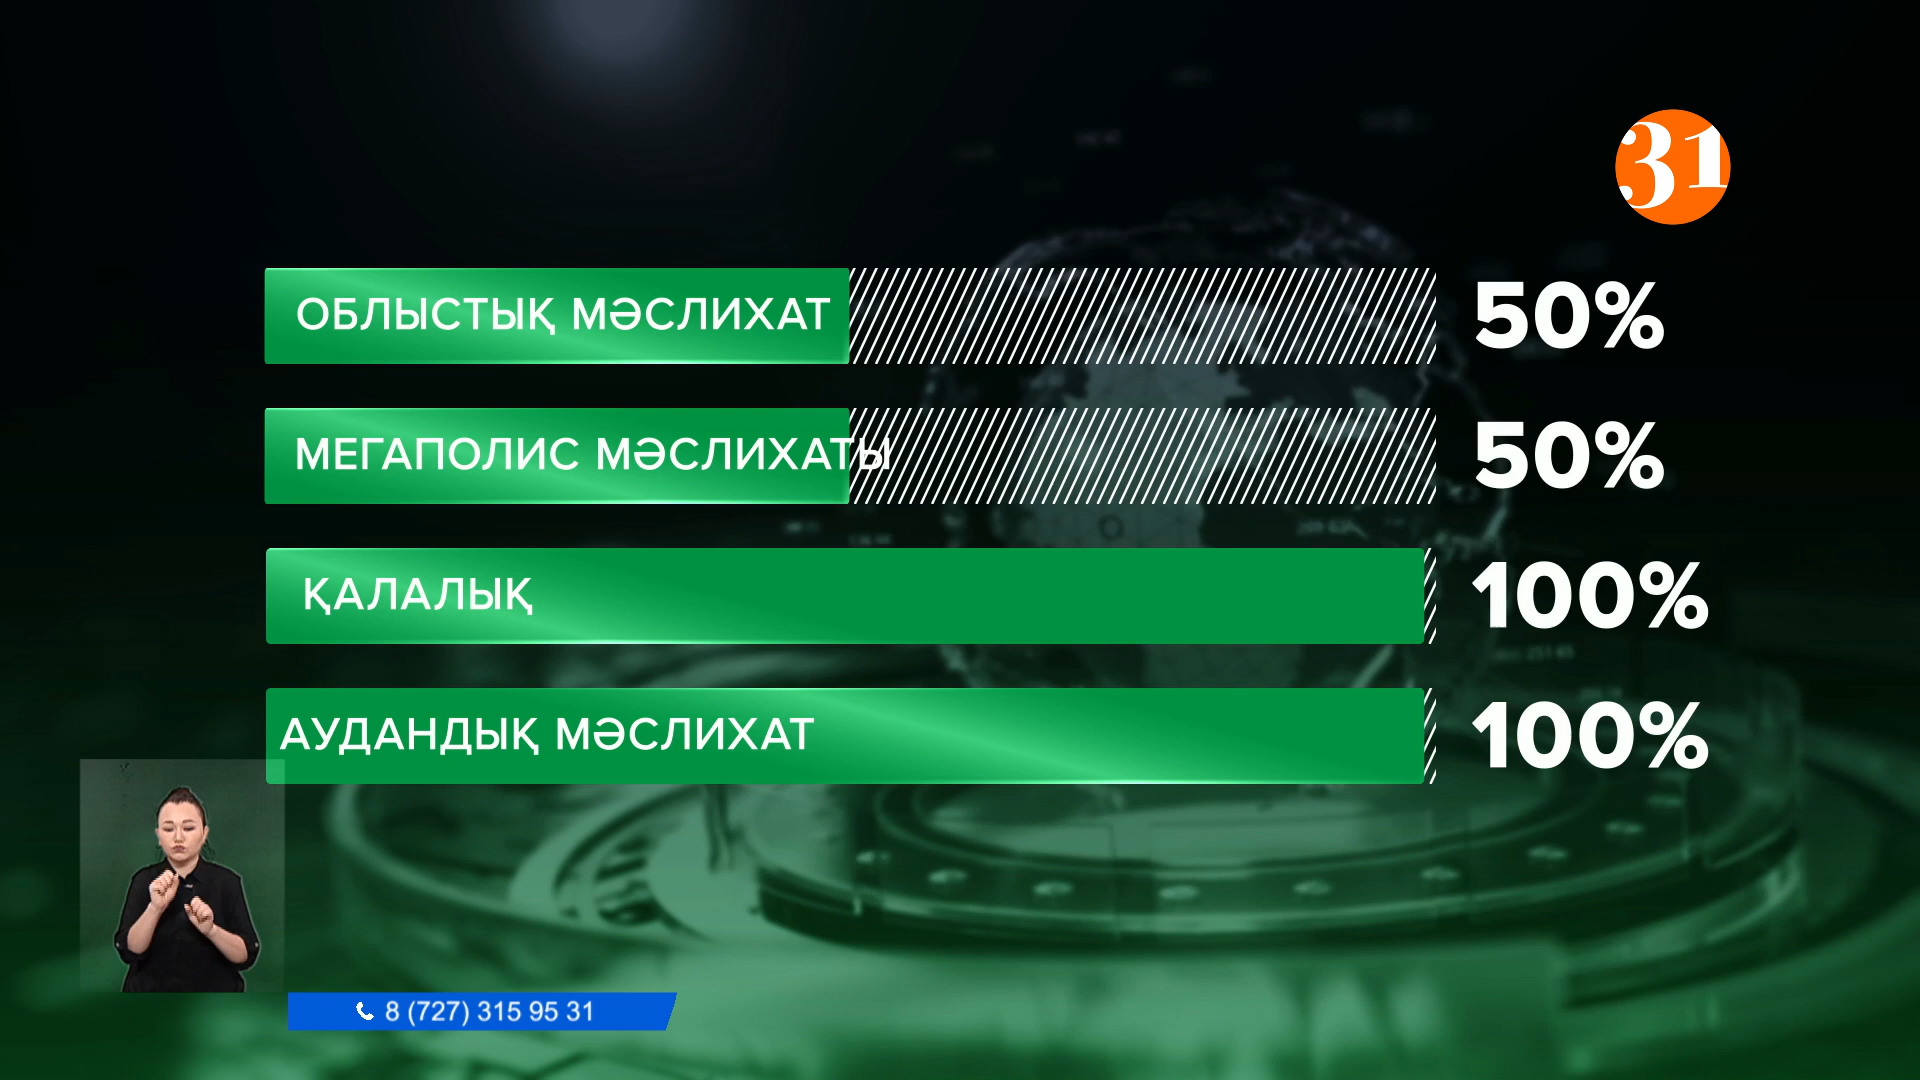 31
ОБЛЫСТЫҚ МӘСЛИХАТ 50%
МЕГАПОЛИС МӘСЛИХАТЫ 50%
ҚАЛАЛЫҚ 100%
АУДАНДЫҚ МӘСЛИХАТ 100%
8 (727) 315 95 31